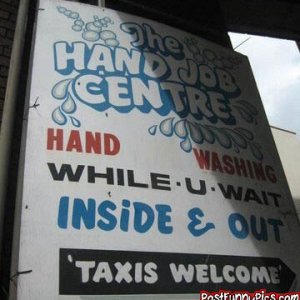 The
HAND JOB
CENTRE
HAND WASHING
WHILE·U·WAIT
INSiDE & OUT
'TAXIS WELCOME'
PostFunnyPics.com